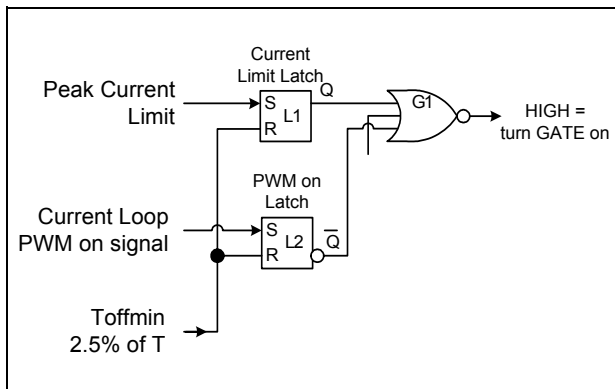 Current
Limit Latch
Peak Current
Limit
S
Q
L1
R
G1
HIGH =
turn GATE on
PWM on
Latch
Current Loop
PWM on signal
S
Q
L2
R
Toffmin
2.5% of T